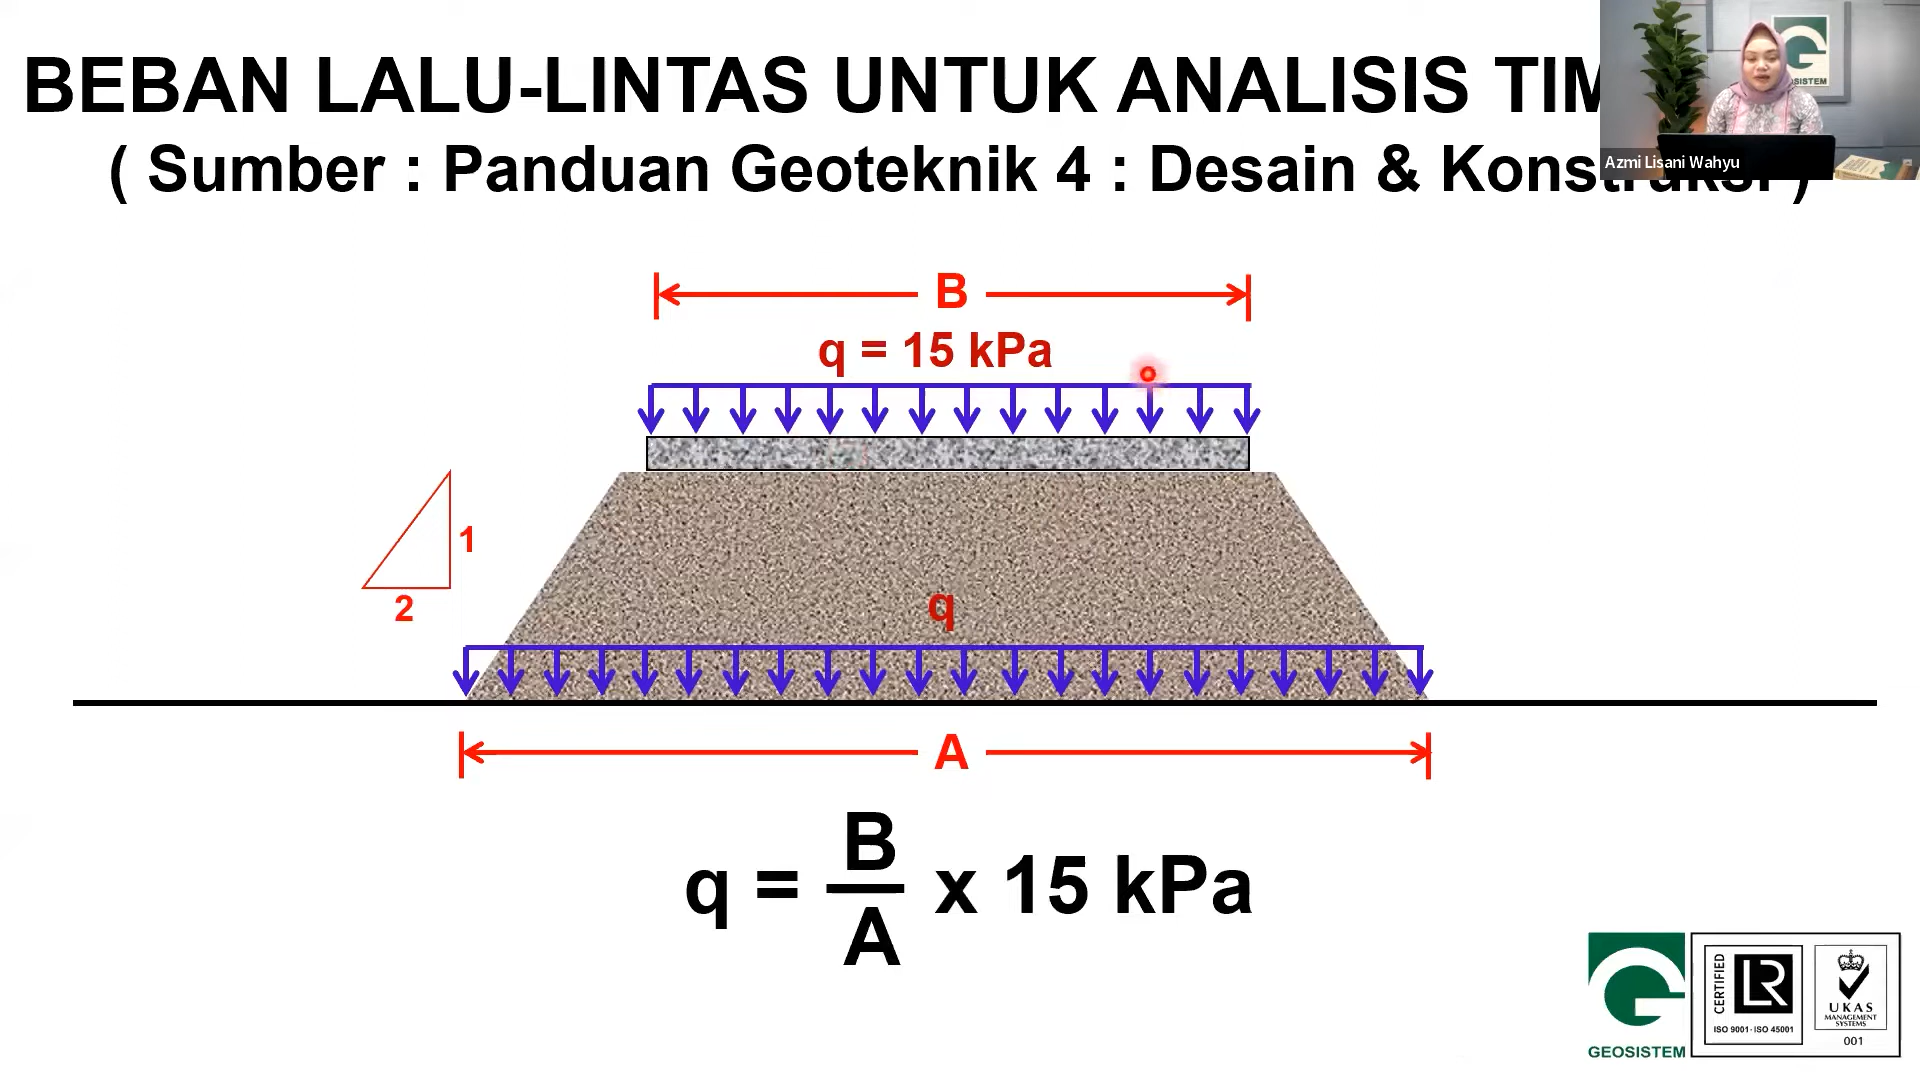 BEBAN LALU-LINTAS UNTUK ANALISIS
( Sumber : Panduan Geoteknik 4 : Desain & Konstruksi )
SISTEM
Azmi Lisani Wahyu
B
q = 15 kPa
1
2
q
A
q = B/A x 15 kPa
GEOSISTEM
CERTIFIED
LR
ISO 9001 · ISO 45001
UKAS
MANAGEMENT
SYSTEMS
001